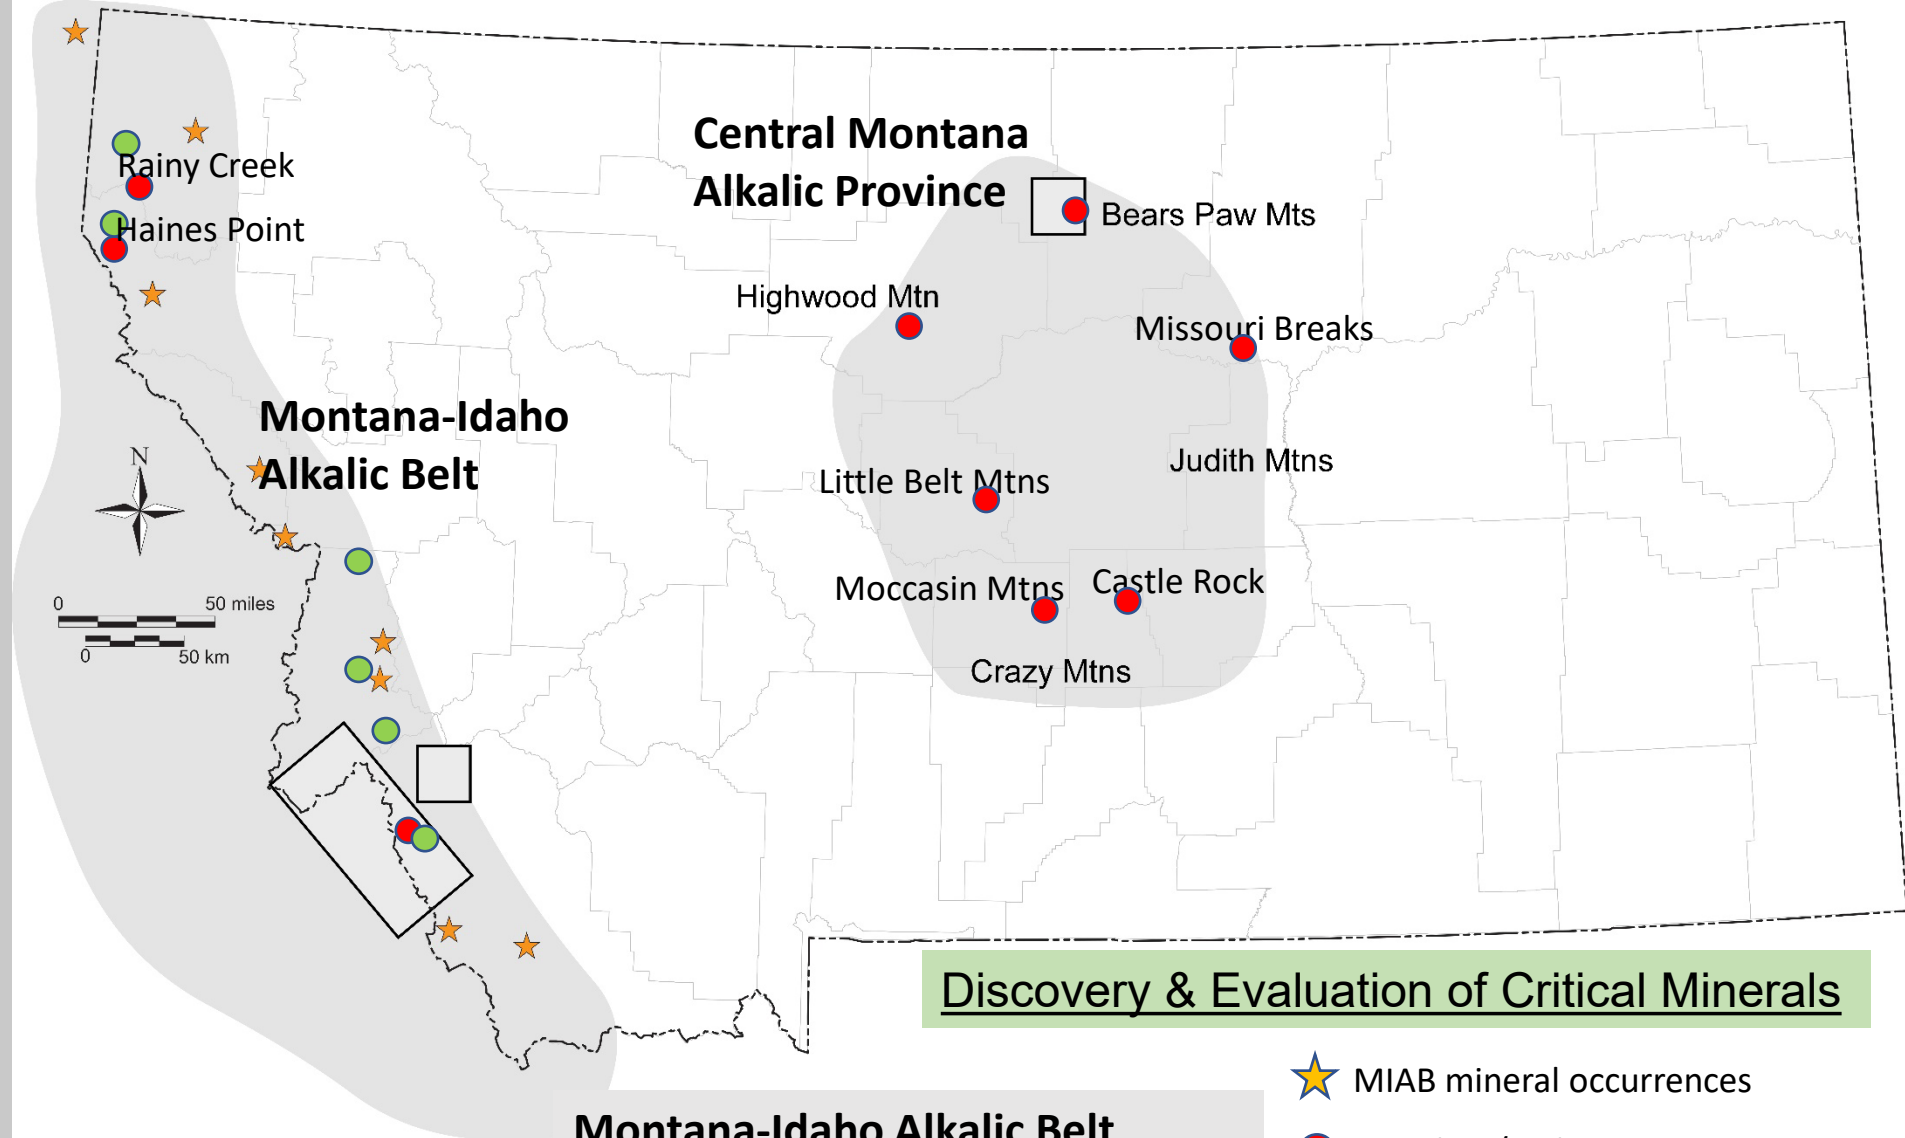 Central Montana
Alkalic Province
Rainy Creek
Haines Point
Bears Paw Mts
Highwood Mtn
Missouri Breaks
Montana-Idaho
Alkalic Belt
N
Judith Mtns
Little Belt Mtns
Moccasin Mtns
Castle Rock
0 50 miles
0 50 km
Crazy Mtns
Discovery & Evaluation of Critical Minerals
MIAB mineral occurrences
Montana-Idaho Alkalic Belt